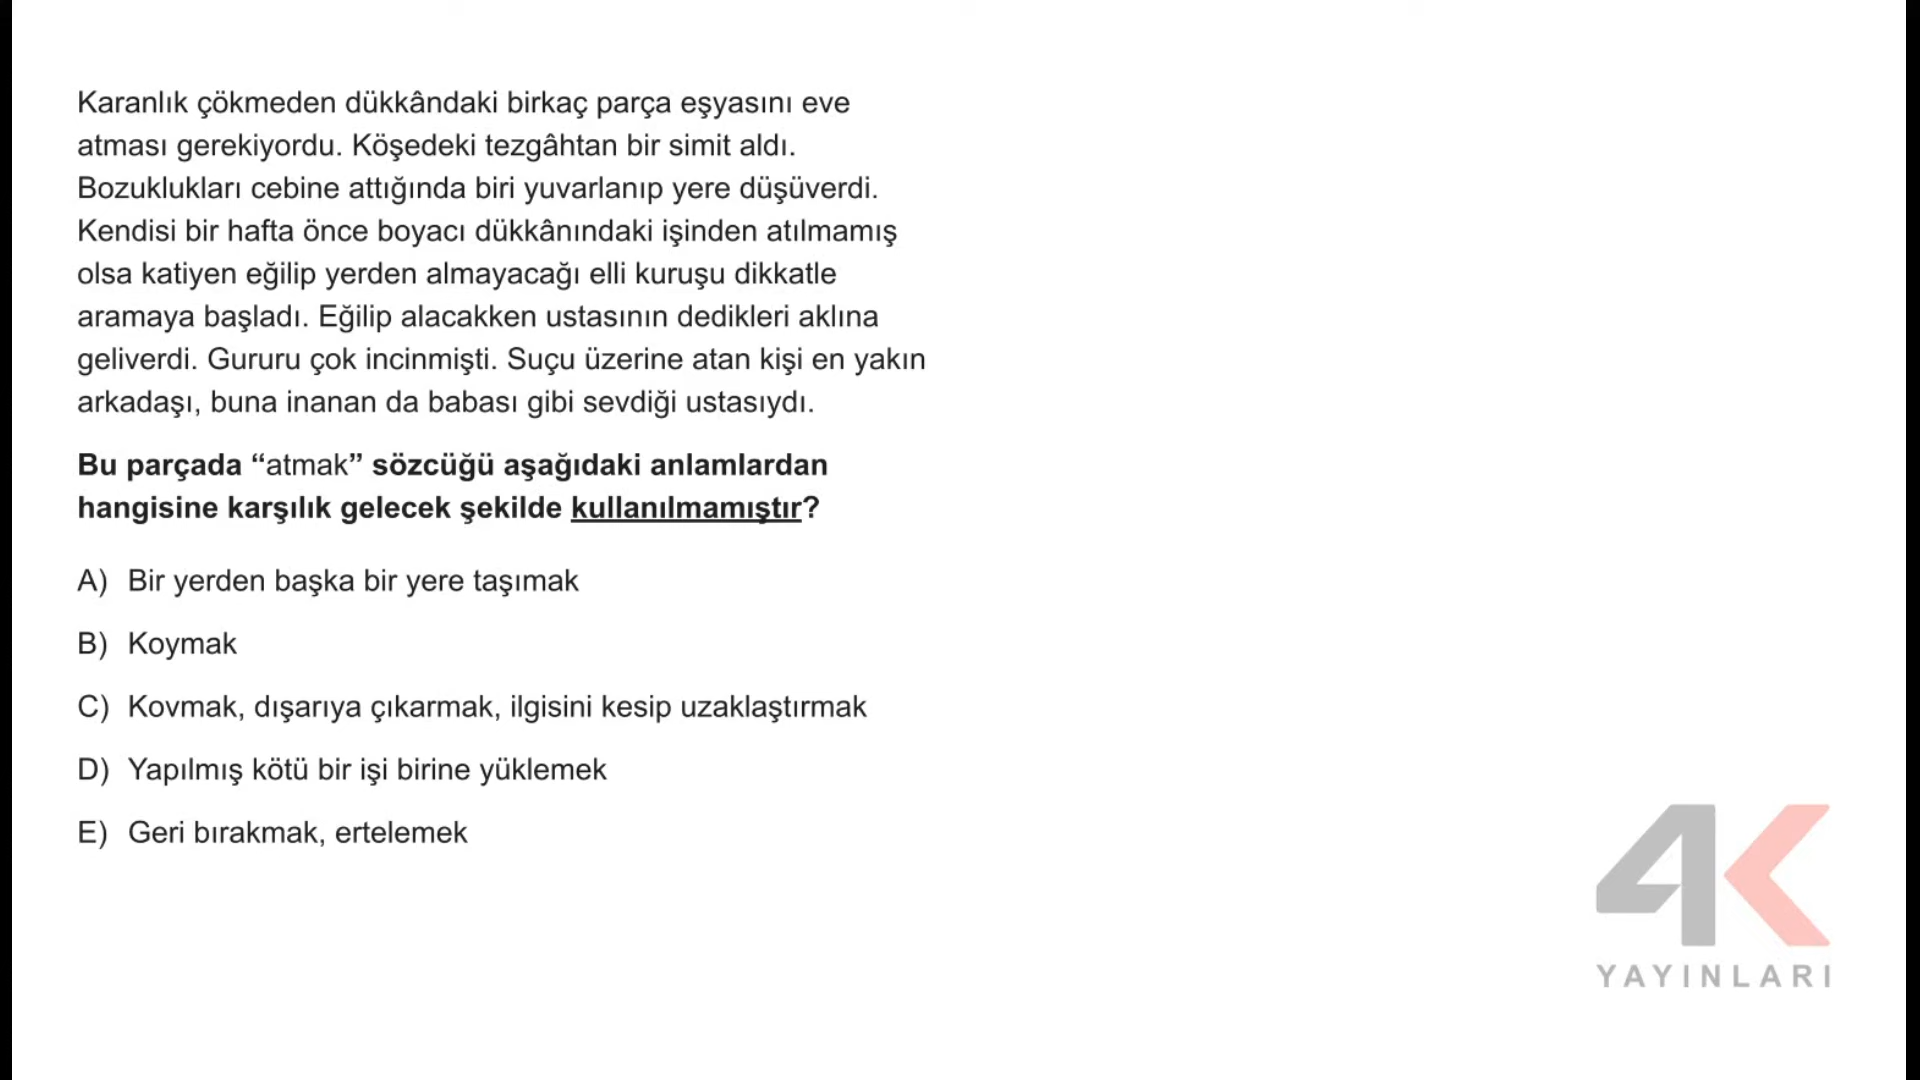 Karanlık çökmeden dükkândaki birkaç parça eşyasını eve
atması gerekiyordu. Köşedeki tezgâhtan bir simit aldı.
Bozuklukları cebine attığında biri yuvarlanıp yere düşüverdi.
Kendisi bir hafta önce boyacı dükkânındaki işinden atılmamış
olsa katiyen eğilip yerden almayacağı elli kuruşu dikkatle
aramaya başladı. Eğilip alacakken ustasının dedikleri aklına
geliverdi. Gururu çok incinmişti. Suçu üzerine atan kişi en yakın
arkadaşı, buna inanan da babası gibi sevdiği ustasıydı.
Bu parçada “atmak” sözcüğü aşağıdaki anlamlardan
hangisine karşılık gelecek şekilde kullanılmamıştır?
A) Bir yerden başka bir yere taşımak
B) Koymak
C) Kovmak, dışarıya çıkarmak, ilgisini kesip uzaklaştırmak
D) Yapılmış kötü bir işi birine yüklemek
E) Geri bırakmak, ertelemek
4K
YAYINLARI